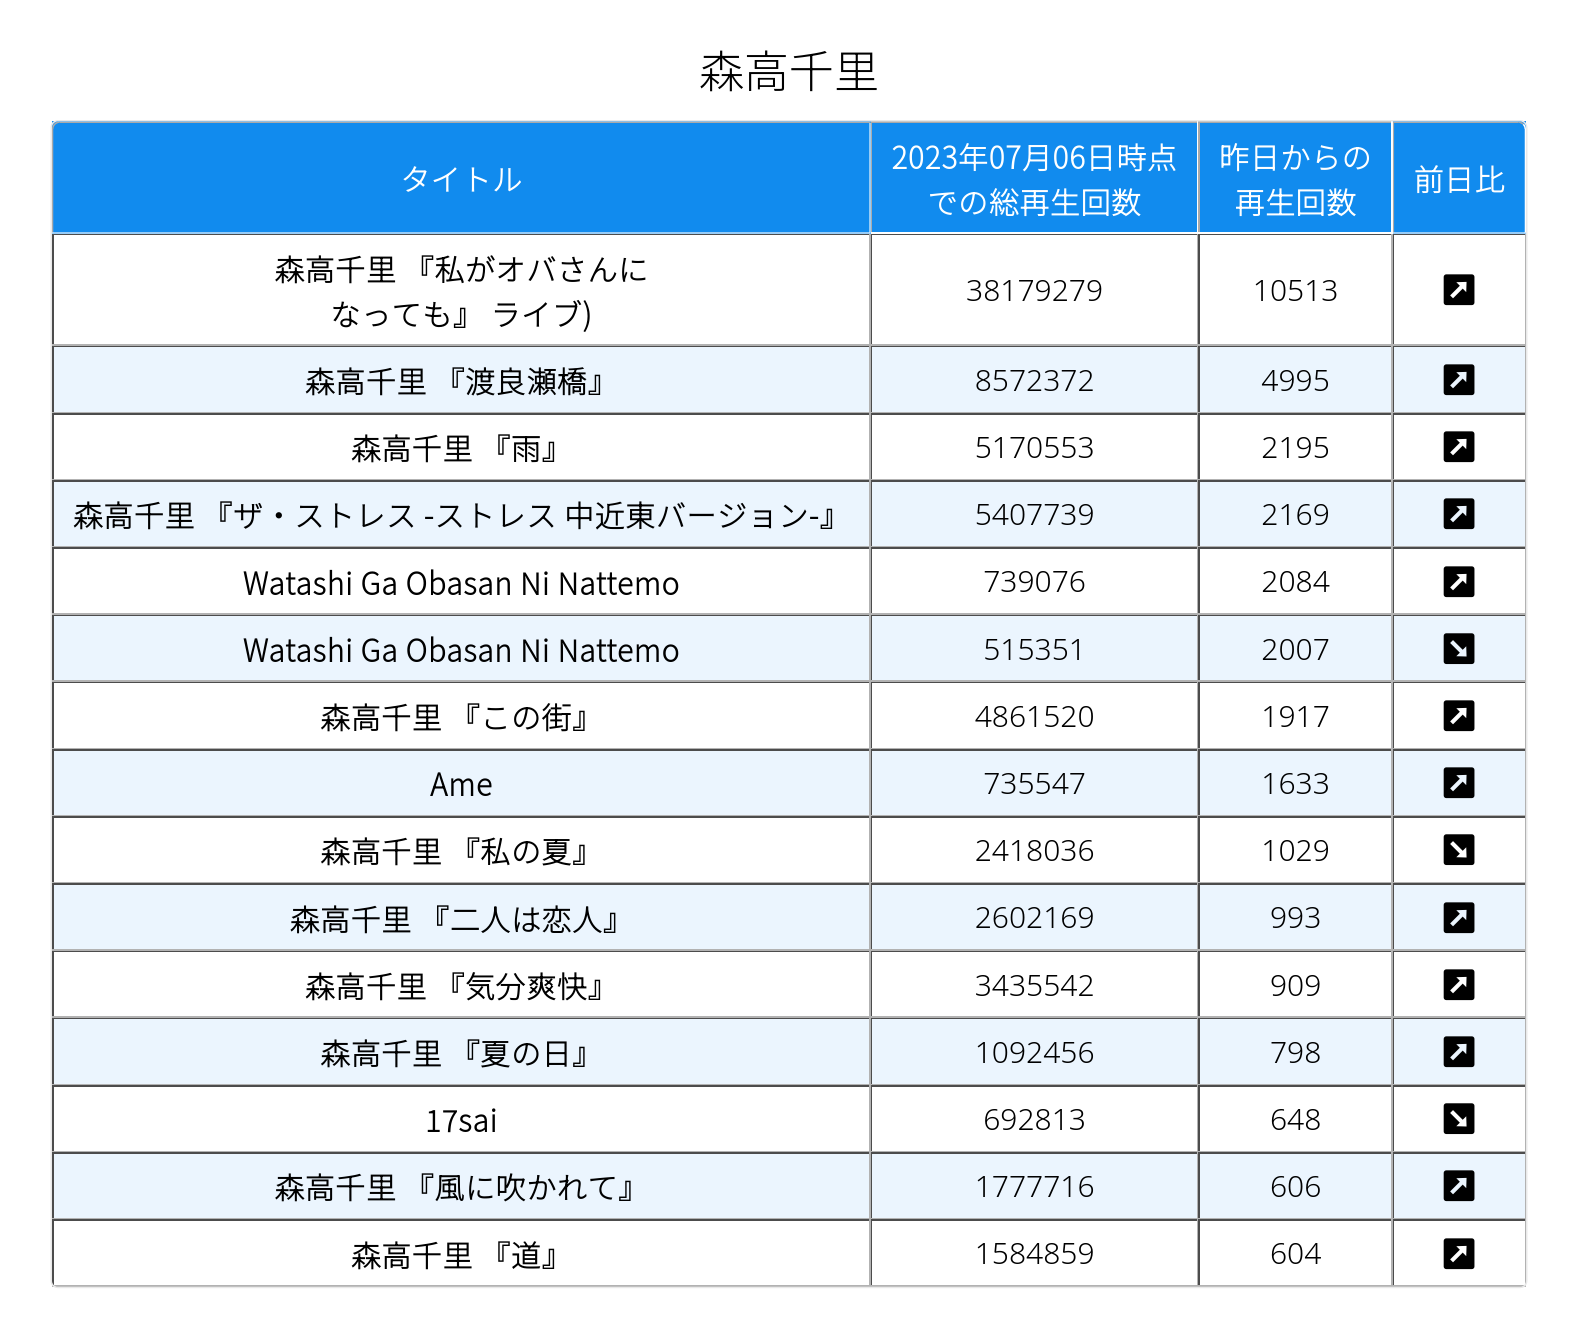 森高千里
タイトル
2023年07月06日時点
での総再生回数
昨日からの
再生回数
前日比
森高千里 『私がオバさんに
なっても』 ライブ)
38179279
10513
森高千里 『渡良瀬橋』
8572372
4995
森高千里 『雨』
5170553
2195
森高千里 『ザ・ストレス -ストレス 中近東バージョン-』
5407739
2169
Watashi Ga Obasan Ni Nattemo
739076
2084
Watashi Ga Obasan Ni Nattemo
515351
2007
森高千里 『この街』
4861520
1917
Ame
735547
1633
森高千里 『私の夏』
2418036
1029
森高千里 『二人は恋人』
2602169
993
森高千里 『気分爽快』
3435542
909
森高千里 『夏の日』
1092456
798
17sai
692813
648
森高千里 『風に吹かれて』
1777716
606
森高千里 『道』
1584859
604